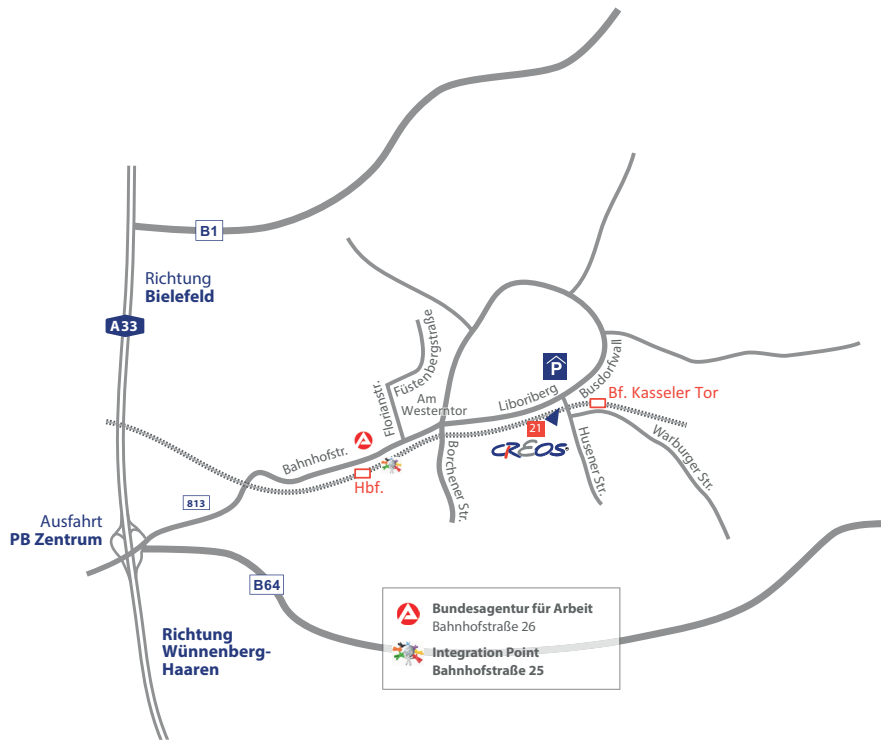 B1
Richtung
Bielefeld
A33
Füstenbergstraße
Florianstr.
Am
Westerntor
P
Liboriberg
Busdorfwall
Bf. Kasseler Tor
21
CREOS
Bahnhofstr.
Hbf.
Borchener Str.
Husener Str.
Warburger Str.
813
Ausfahrt
PB Zentrum
B64
Richtung
Wünnenberg-
Haaren
Bundesagentur für Arbeit
Bahnhofstraße 26
Integration Point
Bahnhofstraße 25